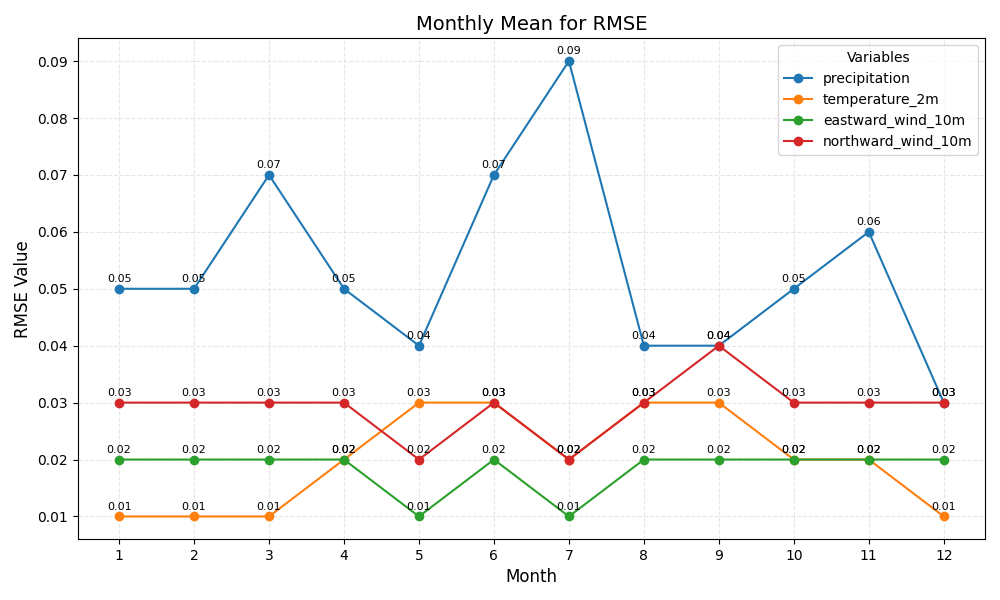 Monthly Mean for RMSE
Variables
precipitation
temperature_2m
eastward_wind_10m
northward_wind_10m
RMSE Value
0.09
0.08
0.07
0.06
0.05
0.04
0.03
0.02
0.01
0.05 0.05 0.07 0.05 0.04 0.07 0.09 0.04 0.04 0.05 0.06 0.03
0.01 0.01 0.01 0.02 0.03 0.03 0.02 0.03 0.03 0.02 0.02 0.01
0.02 0.02 0.02 0.02 0.01 0.02 0.01 0.02 0.02 0.02 0.02 0.02
0.03 0.03 0.03 0.03 0.02 0.03 0.02 0.03 0.04 0.03 0.03 0.03
1 2 3 4 5 6 7 8 9 10 11 12
Month